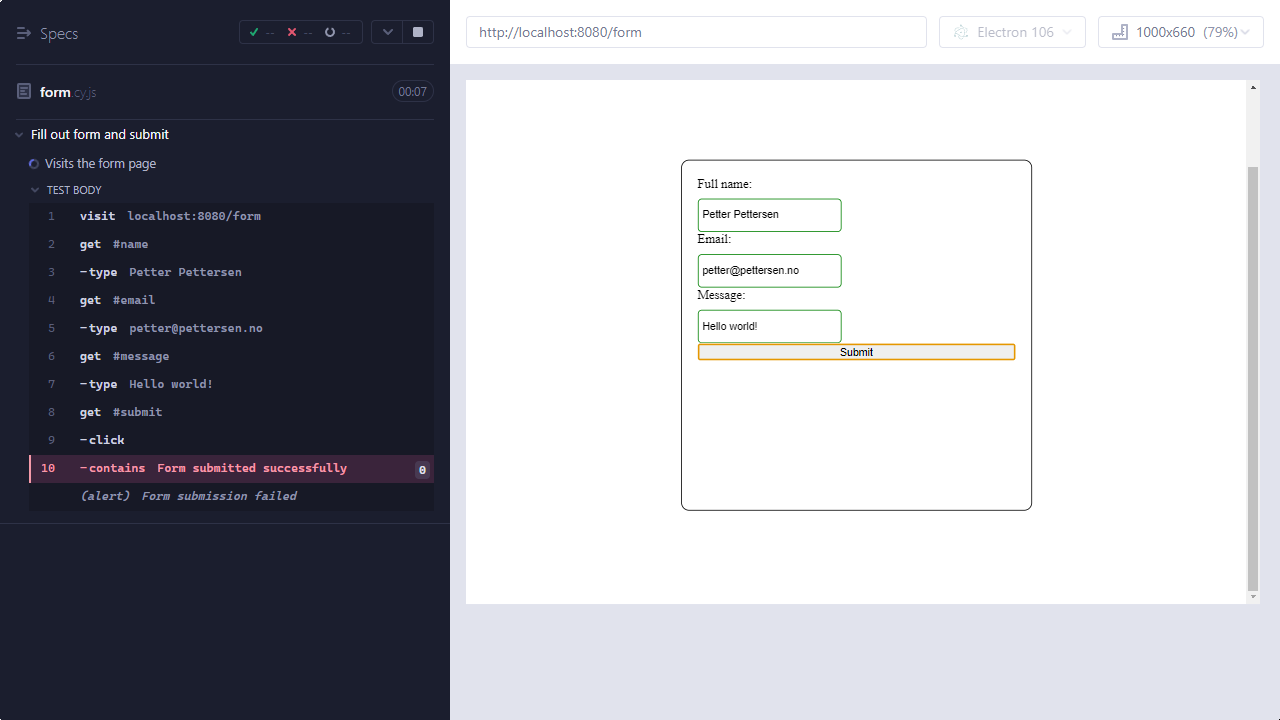 Specs
-- -- --
form.cy.js
00:07
Fill out form and submit
Visits the form page
TEST BODY
1 visit localhost:8080/form
2 get #name
3 -type Petter Pettersen
4 get #email
5 -type petter@pettersen.no
6 get #message
7 -type Hello world!
8 get #submit
9 -click
10 -contains Form submitted successfully 0
(alert) Form submission failed
http://localhost:8080/form
Electron 106
1000x660 (79%)
Full name:
Petter Pettersen
Email:
petter@pettersen.no
Message:
Hello world!
Submit